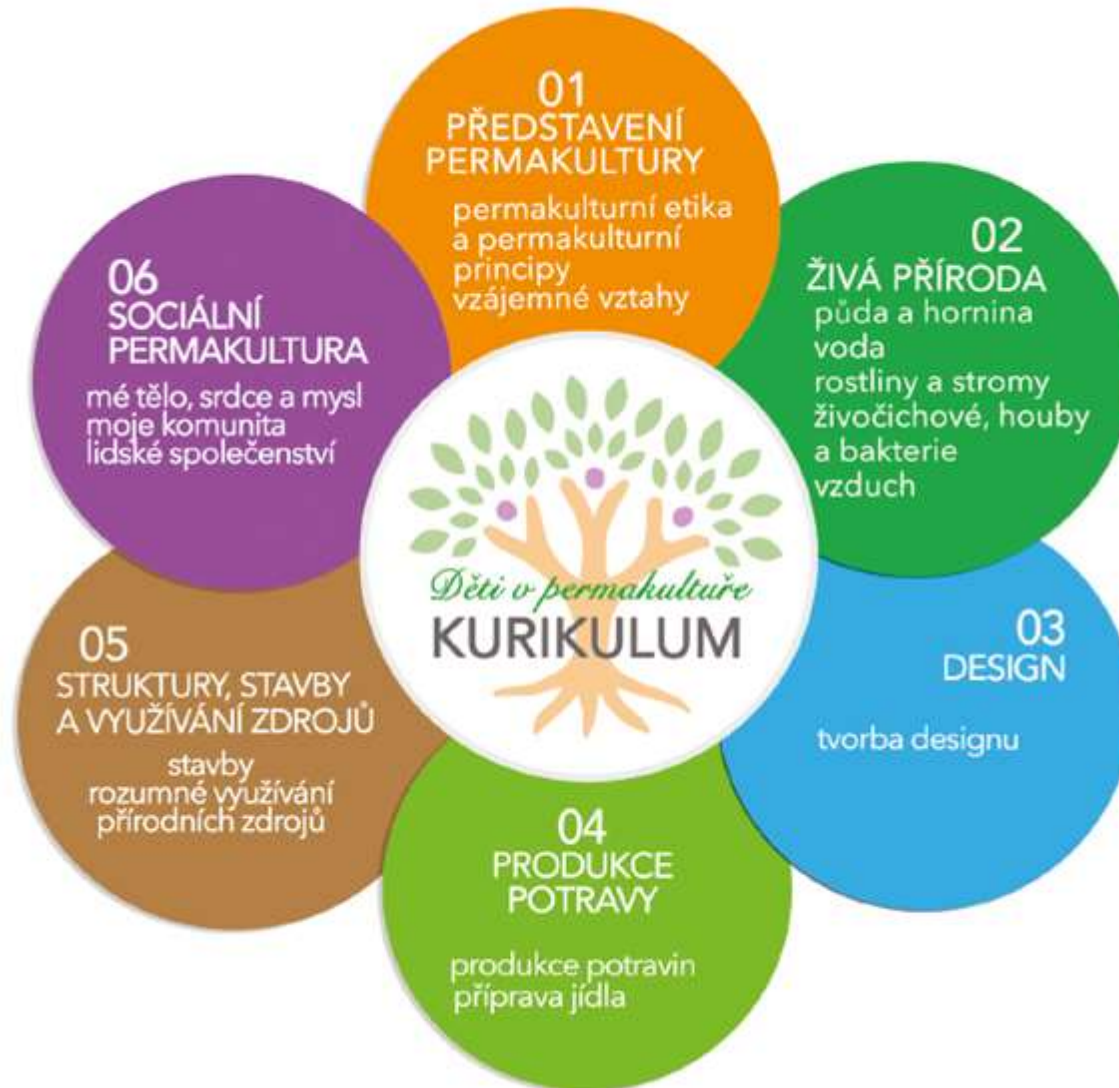 01
PŘEDSTAVENÍ
PERMAKULTURY
permakulturní etika
a permakulturní
principy
vzájemné vztahy
02
ŽIVÁ PŘÍRODA
půda a hornina
voda
rostliny a stromy
živočichové, houby
a bakterie
vzduch
03
DESIGN
tvorba designu
04
PRODUKCE
POTRAVY
produkce potravin
příprava jídla
05
STRUKTURY, STAVBY
A VYUŽÍVÁNÍ ZDROJŮ
stavby
rozumné využívání
přírodních zdrojů
06
SOCIÁLNÍ
PERMAKULTURA
mé tělo, srdce a mysl
moje komunita
lidské společenství
Děti v permakultuře
KURIKULUM